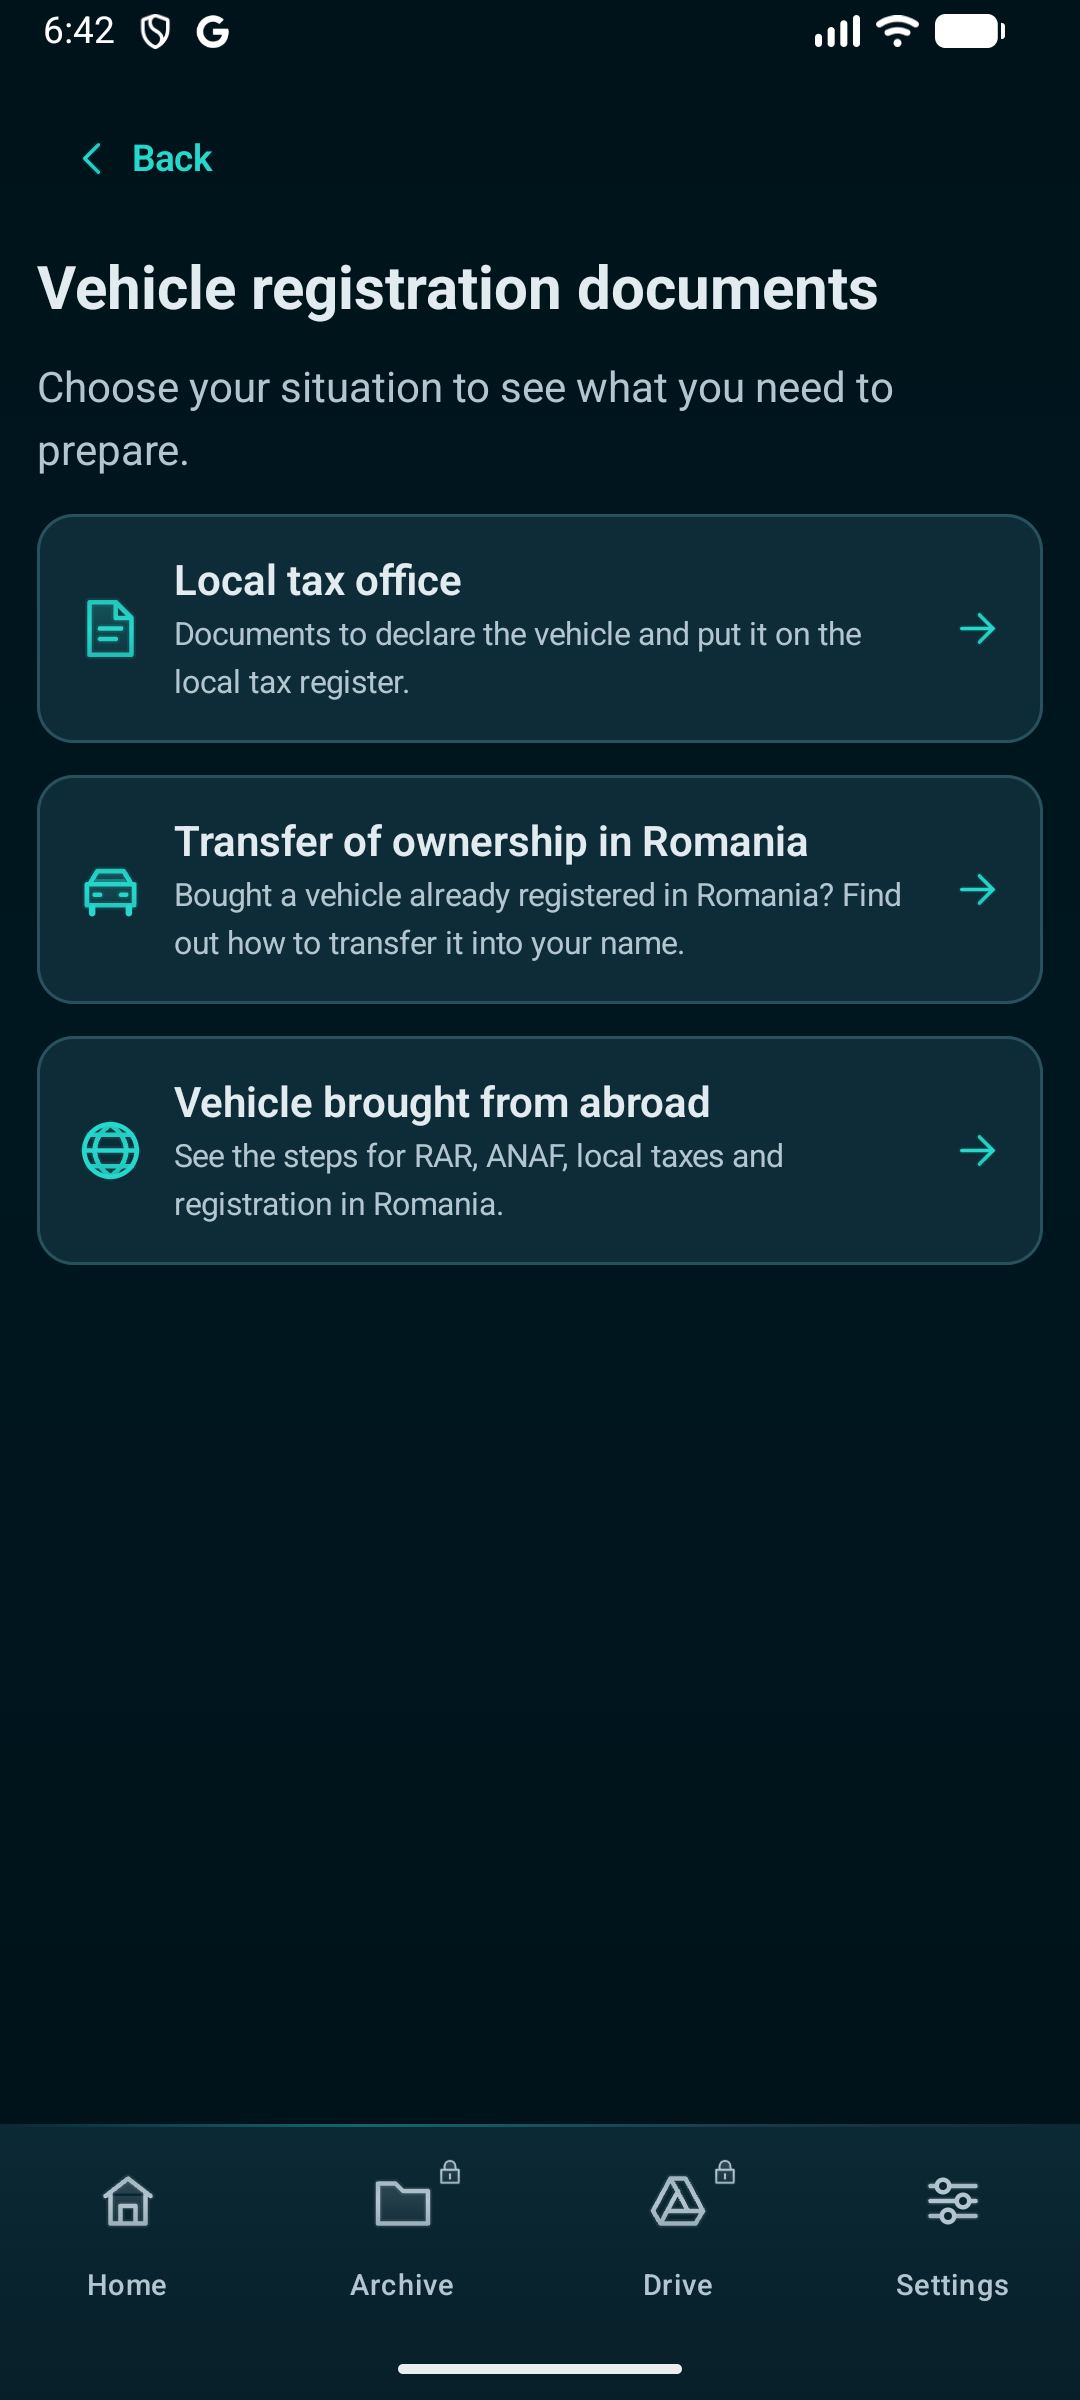 6:42
Back
Vehicle registration documents
Choose your situation to see what you need to
prepare.
Local tax office
Documents to declare the vehicle and put it on the
local tax register.
Transfer of ownership in Romania
Bought a vehicle already registered in Romania? Find
out how to transfer it into your name.
Vehicle brought from abroad
See the steps for RAR, ANAF, local taxes and
registration in Romania.
Home
Archive
Drive
Settings